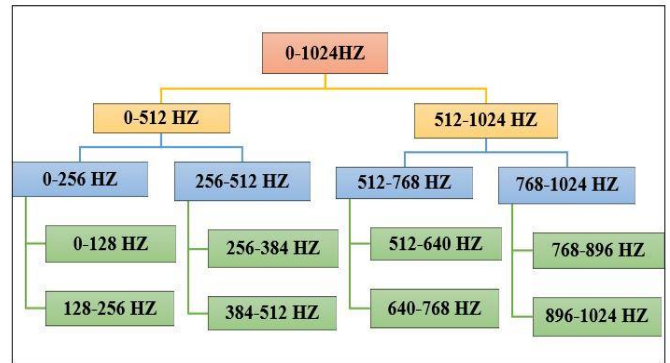 0-1024HZ
0-512 HZ
512-1024 HZ
0-256 HZ
256-512 HZ
512-768 HZ
768-1024 HZ
0-128 HZ
256-384 HZ
512-640 HZ
768-896 HZ
128-256 HZ
384-512 HZ
640-768 HZ
896-1024 HZ